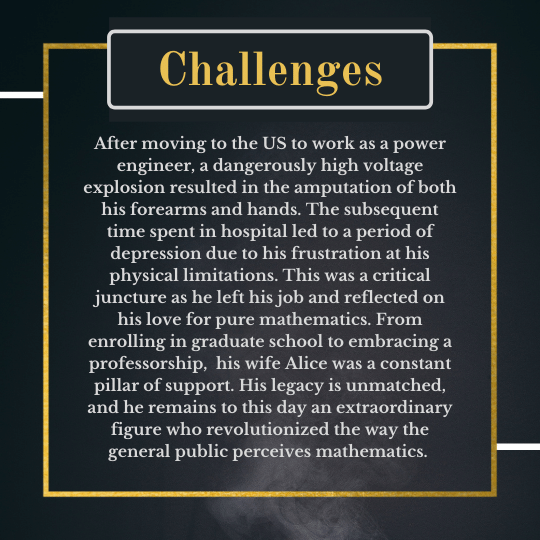 Challenges
After moving to the US to work as a power
engineer, a dangerously high voltage
explosion resulted in the amputation of both
his forearms and hands. The subsequent
time spent in hospital led to a period of
depression due to his frustration at his
physical limitations. This was a critical
juncture as he left his job and reflected on
his love for pure mathematics. From
enrolling in graduate school to embracing a
professorship,  his wife Alice was a constant
pillar of support. His legacy is unmatched,
and he remains to this day an extraordinary
figure who revolutionized the way the
general public perceives mathematics.